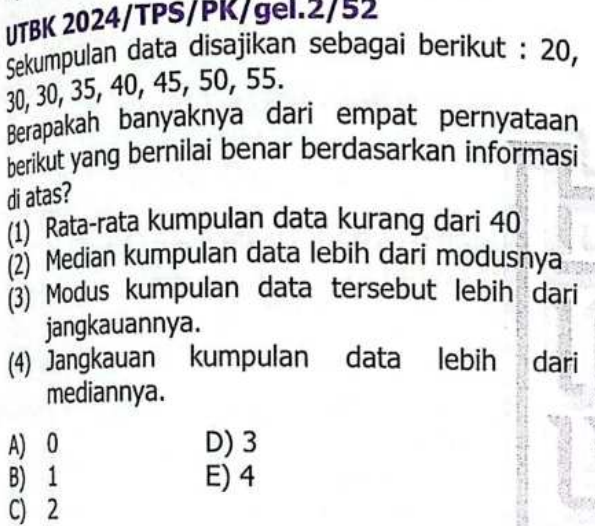 UTBK 2024/TPS/PK/gel.2/52
Sekumpulan data disajikan sebagai berikut : 20,
30, 30, 35, 40, 45, 50, 55.
Berapakah banyaknya dari empat pernyataan
berikut yang bernilai benar berdasarkan informasi
di atas?
(1) Rata-rata kumpulan data kurang dari 40
(2) Median kumpulan data lebih dari modusnya
(3) Modus kumpulan data tersebut lebih dari
jangkauannya.
(4) Jangkauan kumpulan data lebih dari
mediannya.
A) 0 D) 3
B) 1 E) 4
C) 2